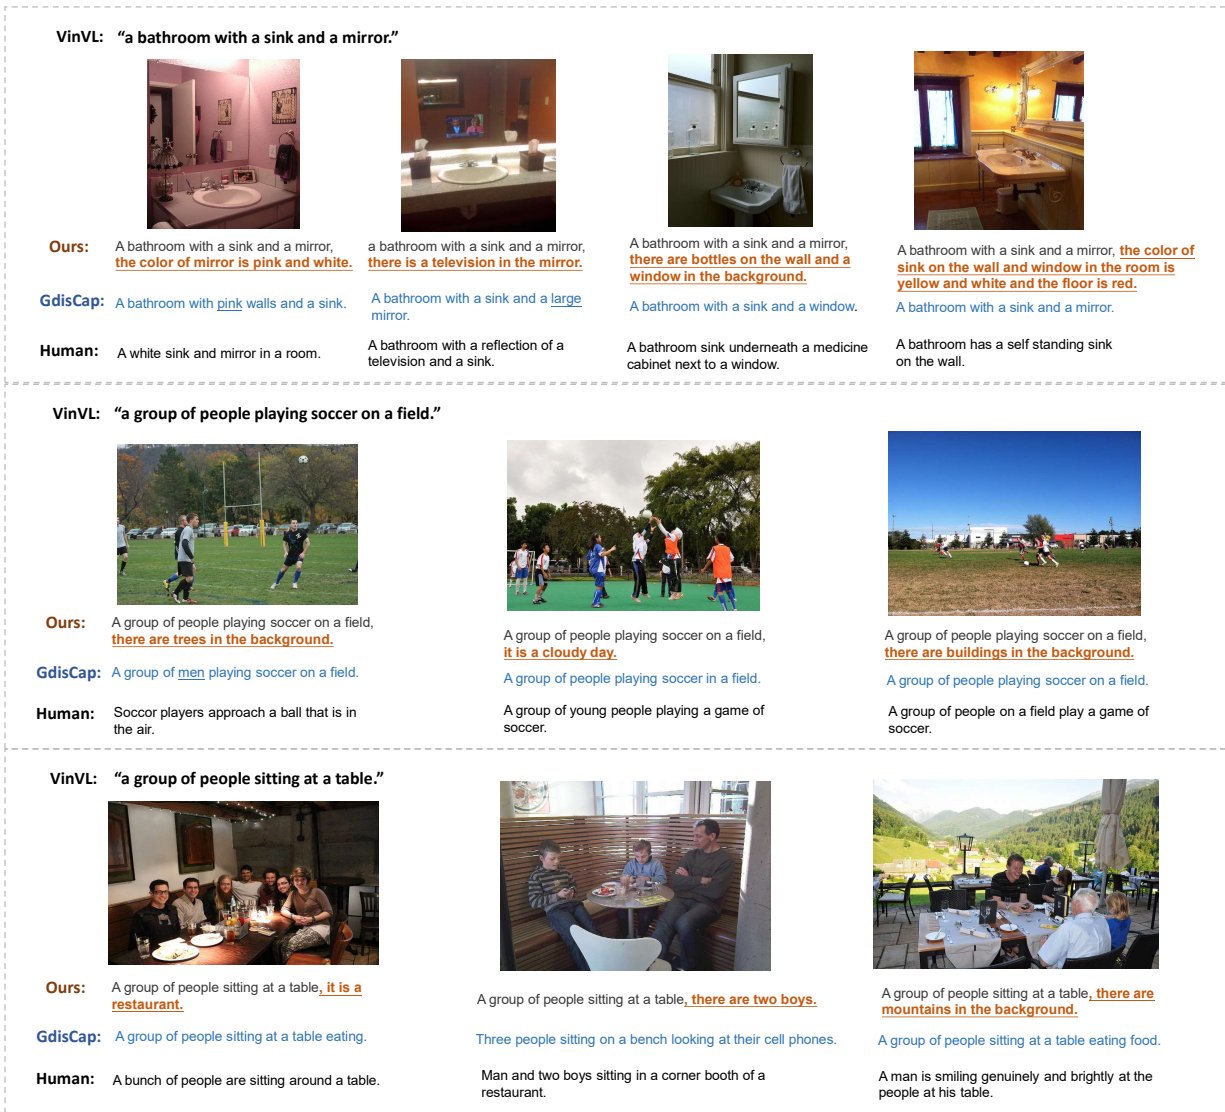 VinVL: “a bathroom with a sink and a mirror.”
Ours:
A bathroom with a sink and a mirror,
the color of mirror is pink and white.
a bathroom with a sink and a mirror,
there is a television in the mirror.
A bathroom with a sink and a mirror,
there are bottles on the wall and a
window in the background.
A bathroom with a sink and a mirror, the color of
sink on the wall and window in the room is
yellow and white and the floor is red.
GdisCap:
A bathroom with pink walls and a sink.
A bathroom with a sink and a large
mirror.
A bathroom with a sink and a window.
A bathroom with a sink and a mirror.
Human:
A white sink and mirror in a room.
A bathroom with a reflection of a
television and a sink.
A bathroom sink underneath a medicine
cabinet next to a window.
A bathroom has a self standing sink
on the wall.
VinVL: “a group of people playing soccer on a field.”
Ours:
A group of people playing soccer on a field,
there are trees in the background.
A group of people playing soccer on a field,
it is a cloudy day.
A group of people playing soccer on a field,
there are buildings in the background.
GdisCap:
A group of men playing soccer on a field.
A group of people playing soccer in a field.
A group of people playing soccer on a field.
Human:
Soccor players approach a ball that is in
the air.
A group of young people playing a game of
soccer.
A group of people on a field play a game of
soccer.
VinVL: “a group of people sitting at a table.”
Ours:
A group of people sitting at a table, it is a
restaurant.
A group of people sitting at a table, there are two boys.
A group of people sitting at a table, there are
mountains in the background.
GdisCap:
A group of people sitting at a table eating.
Three people sitting on a bench looking at their cell phones.
A group of people sitting at a table eating food.
Human:
A bunch of people are sitting around a table.
Man and two boys sitting in a corner booth of a
restaurant.
A man is smiling genuinely and brightly at the
people at his table.